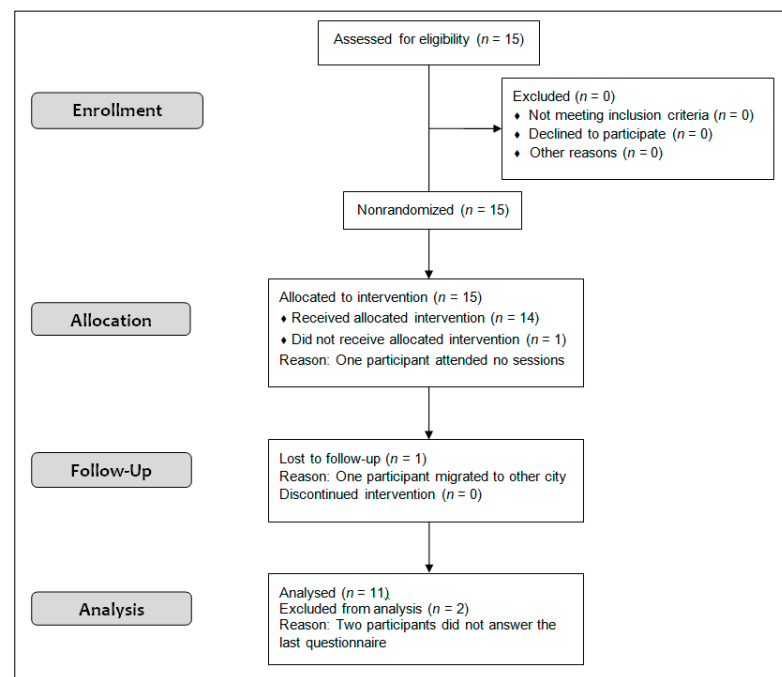 Assessed for eligibility (n = 15)
Enrollment
Excluded (n = 0)
♦ Not meeting inclusion criteria (n = 0)
♦ Declined to participate (n = 0)
♦ Other reasons (n = 0)
Nonrandomized (n = 15)
Allocation
Allocated to intervention (n = 15)
♦ Received allocated intervention (n = 14)
♦ Did not receive allocated intervention (n = 1)
Reason: One participant attended no sessions
Follow-Up
Lost to follow-up (n = 1)
Reason: One participant migrated to other city
Discontinued intervention (n = 0)
Analysis
Analysed (n = 11)
Excluded from analysis (n = 2)
Reason: Two participants did not answer the
last questionnaire